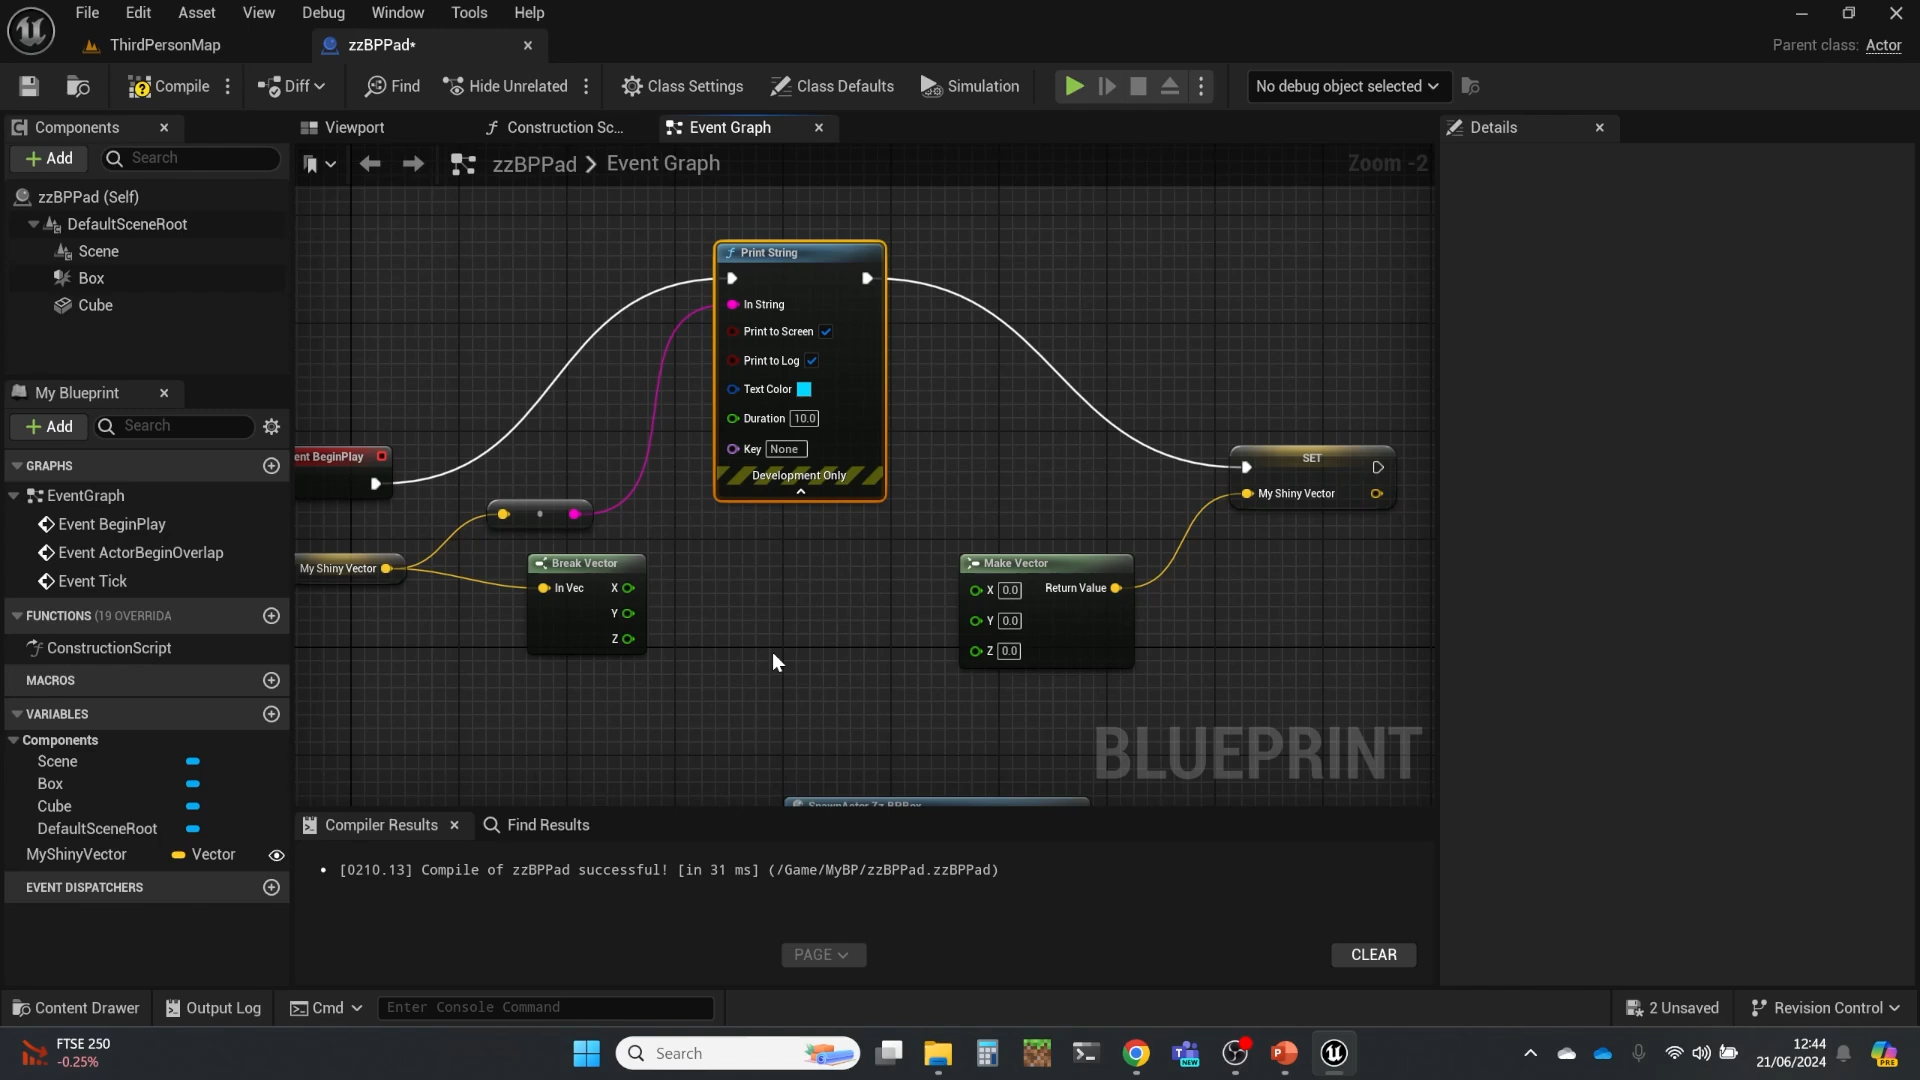 File Edit Asset View Debug Window Tools Help
ThirdPersonMap
zzBPPad*
Parent class: Actor
Compile
Diff
Find
Hide Unrelated
Class Settings
Class Defaults
Simulation
No debug object selected
Components
Add
Search
zzBPPad (Self)
DefaultSceneRoot
Scene
Box
Cube
My Blueprint
Add
Search
GRAPHS
EventGraph
Event BeginPlay
Event ActorBeginOverlap
Event Tick
FUNCTIONS (19 OVERRIDA
ConstructionScript
MACROS
VARIABLES
Components
Scene
Box
Cube
DefaultSceneRoot
MyShinyVector Vector
EVENT DISPATCHERS
Viewport
Construction Sc...
Event Graph
zzBPPad > Event Graph
Zoom -2
Print String
In String
Print to Screen
Print to Log
Text Color
Duration 10.0
Key None
Development Only
ent BeginPlay
My Shiny Vector
Break Vector
In Vec X
Y
Z
Make Vector
X 0.0 Return Value
Y 0.0
Z 0.0
SET
My Shiny Vector
BLUEPRINT
Compiler Results
Find Results
[0210.13] Compile of zzBPPad successful! [in 31 ms] (/Game/MyBP/zzBPPad.zzBPPad)
PAGE
CLEAR
Details
Content Drawer
Output Log
Cmd
Enter Console Command
2 Unsaved
Revision Control
FTSE 250
-0.25%
Search
NEW
12:44
21/06/2024
PRE